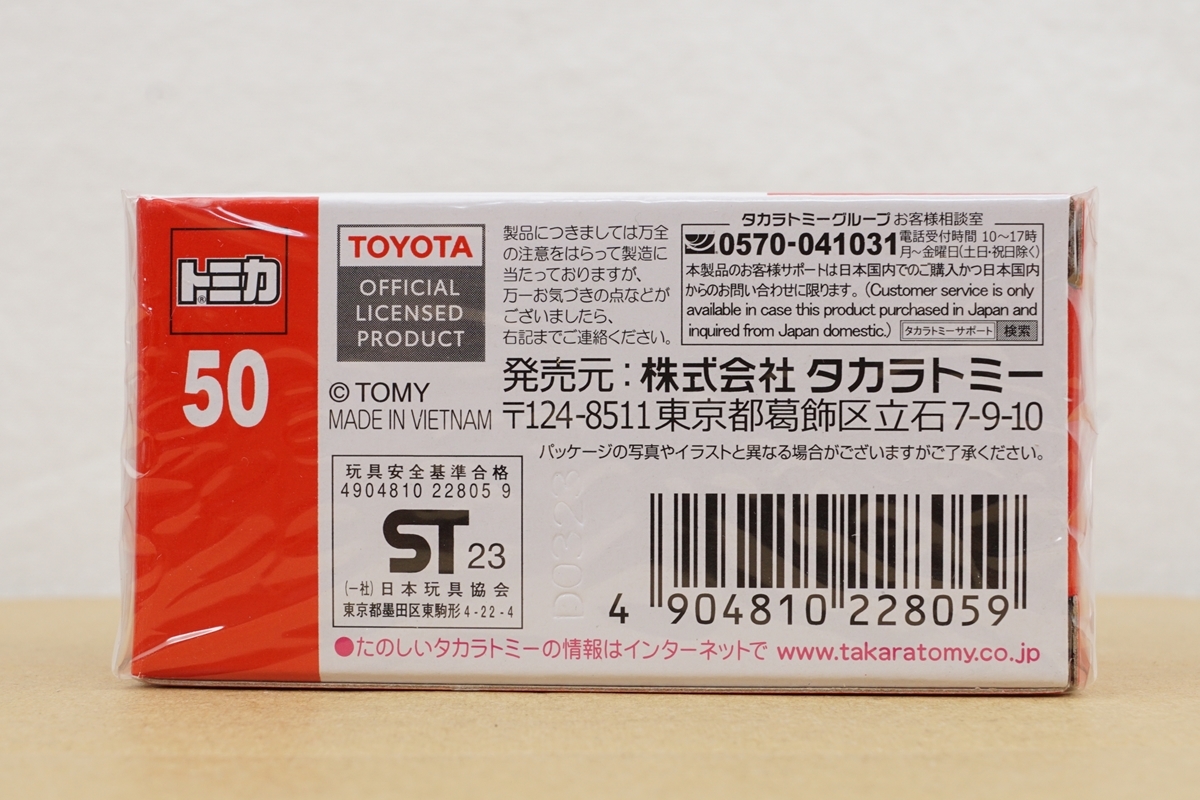 トミカ®
50
TOYOTA
OFFICIAL
LICENSED
PRODUCT
© TOMY
MADE IN VIETNAM
製品につきましては万全
の注意をはらって製造に
当たっておりますが、
万一お気づきの点などが
ございましたら、
右記までご連絡ください。
タカラトミーグループ お客様相談室
0570-041031 電話受付時間 10〜17時
月〜金曜日(土日・祝日除く)
本製品のお客様サポートは日本国内でのご購入かつ日本国内
からのお問い合わせに限ります。(Customer service is only
available in case this product purchased in Japan and
inquired from Japan domestic.) タカラトミーサポート 検索
発売元:株式会社 タカラトミー
〒124-8511 東京都葛飾区立石7-9-10
パッケージの写真やイラストと異なる場合がございますがご了承ください。
玩具安全基準合格
4904810 22805 9
ST 23
(一社)日本玩具協会
東京都墨田区東駒形4-22-4
D0323
4 904810 228059
●たのしいタカラトミーの情報はインターネットで www.takaratomy.co.jp